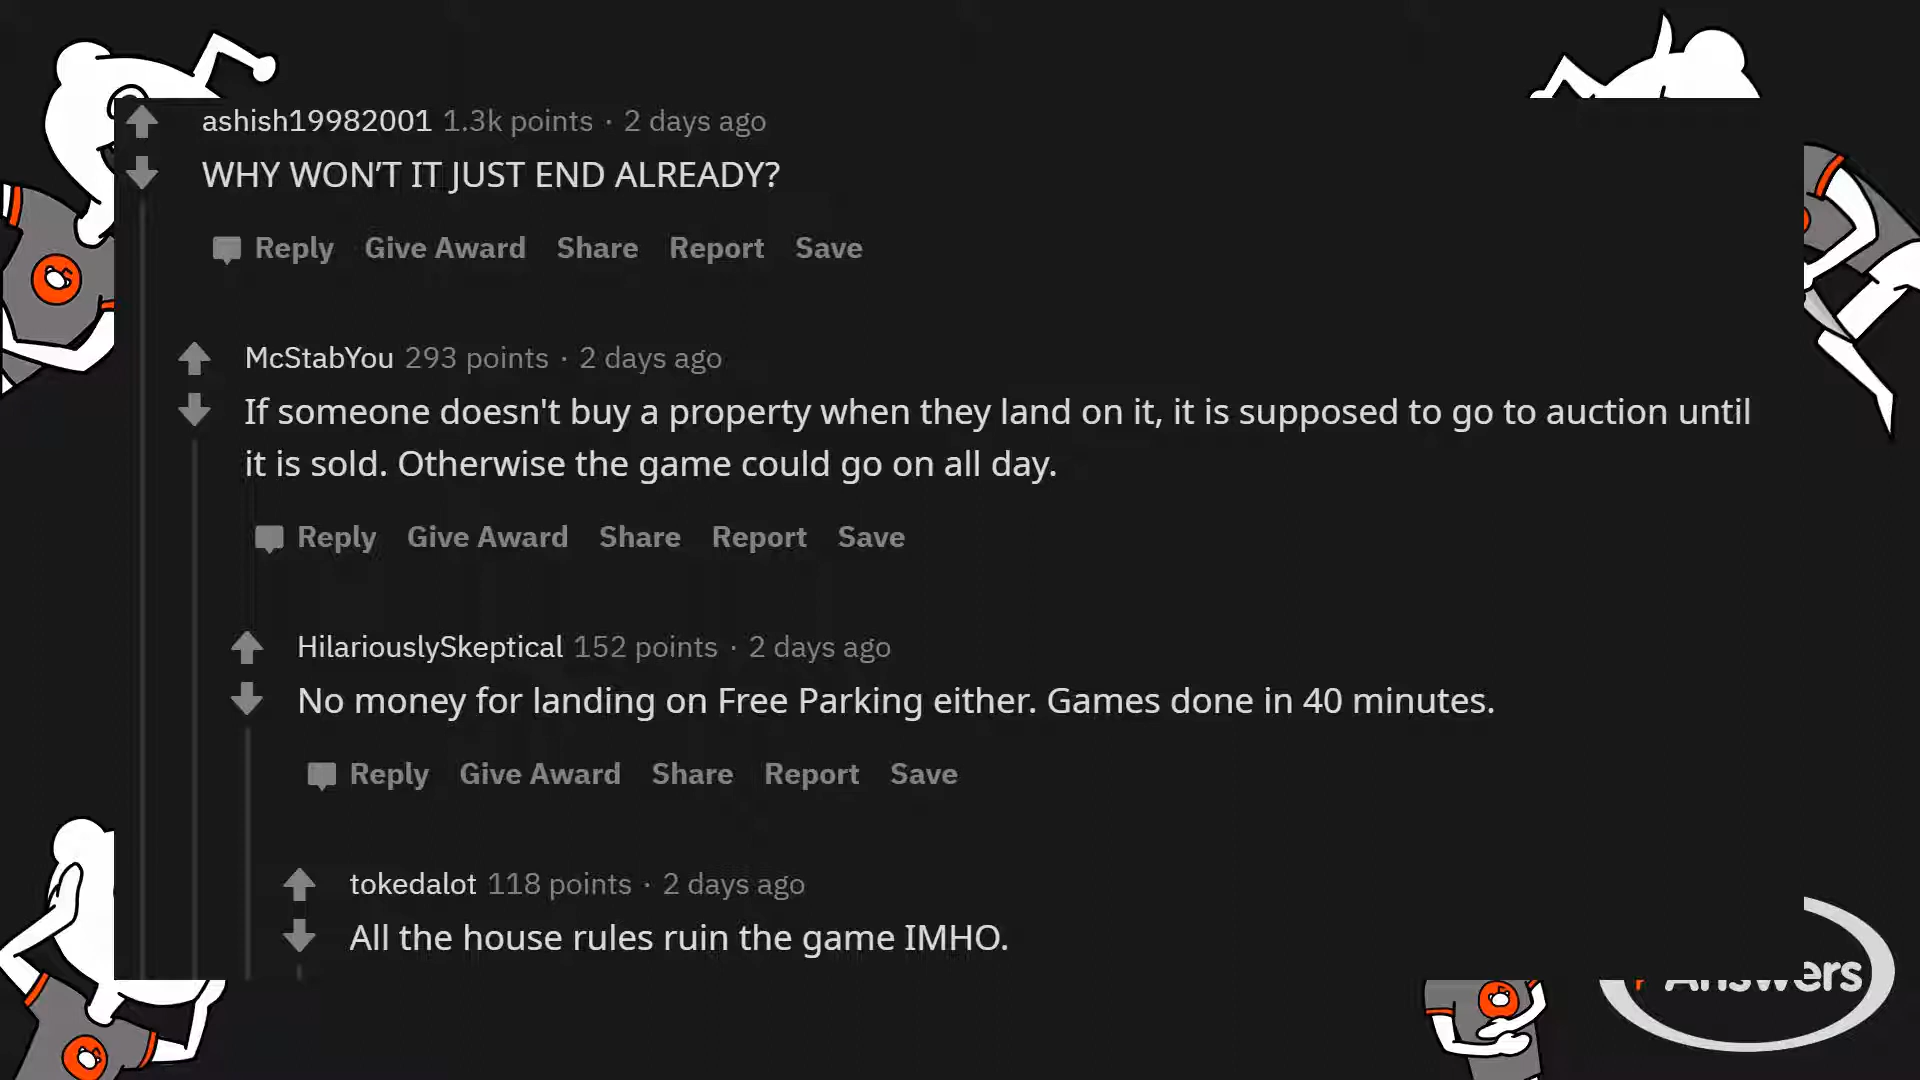 ashish19982001 1.3k points · 2 days ago
WHY WON’T IT JUST END ALREADY?
Reply Give Award Share Report Save
McStabYou 293 points · 2 days ago
If someone doesn't buy a property when they land on it, it is supposed to go to auction until
it is sold. Otherwise the game could go on all day.
Reply Give Award Share Report Save
HilariouslySkeptical 152 points · 2 days ago
No money for landing on Free Parking either. Games done in 40 minutes.
Reply Give Award Share Report Save
tokedalot 118 points · 2 days ago
All the house rules ruin the game IMHO.
Answers